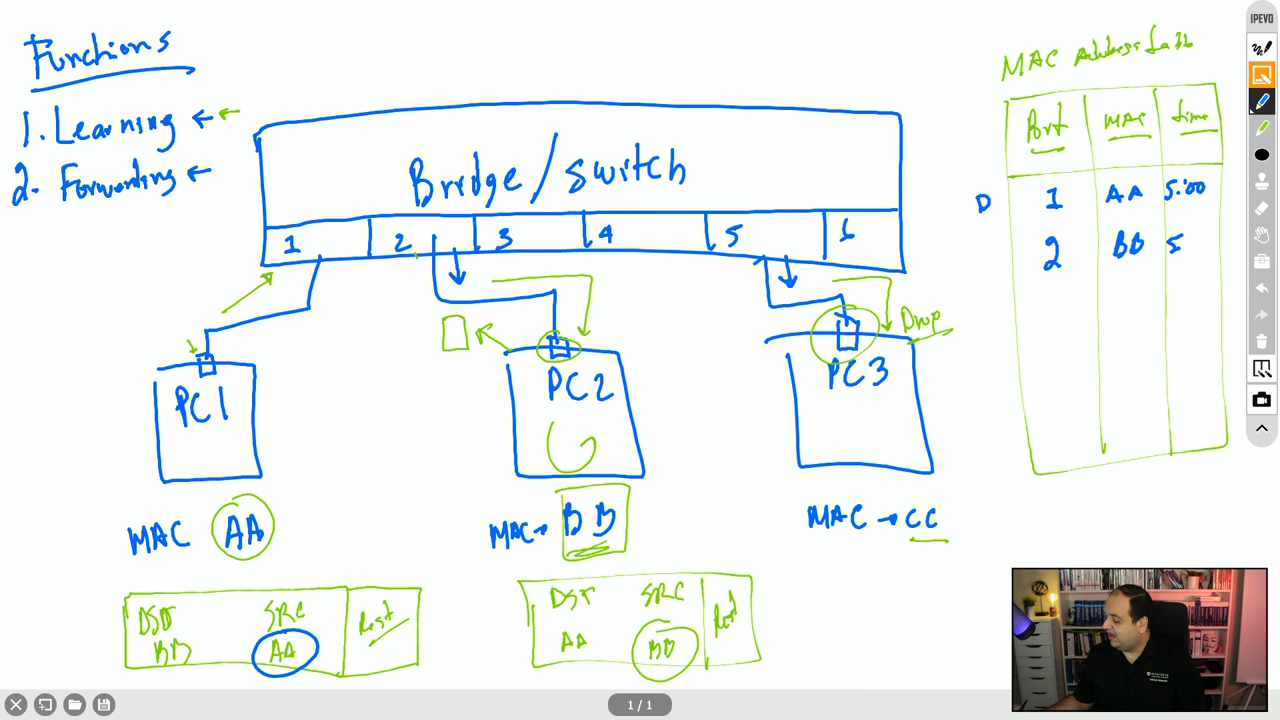 Functions
1. Learning
2. Forwarding
Bridge/Switch
1 2 3 4 5 6
PC1
PC2
PC3
Drop
MAC AA
MAC→ BB
MAC → CC
DST SRC Rest
BB AA
DST SRC Rest
AA BB
MAC Address
Port MAC time
D 1 AA 5:00
2 BB 5
IPEVO
1 / 1